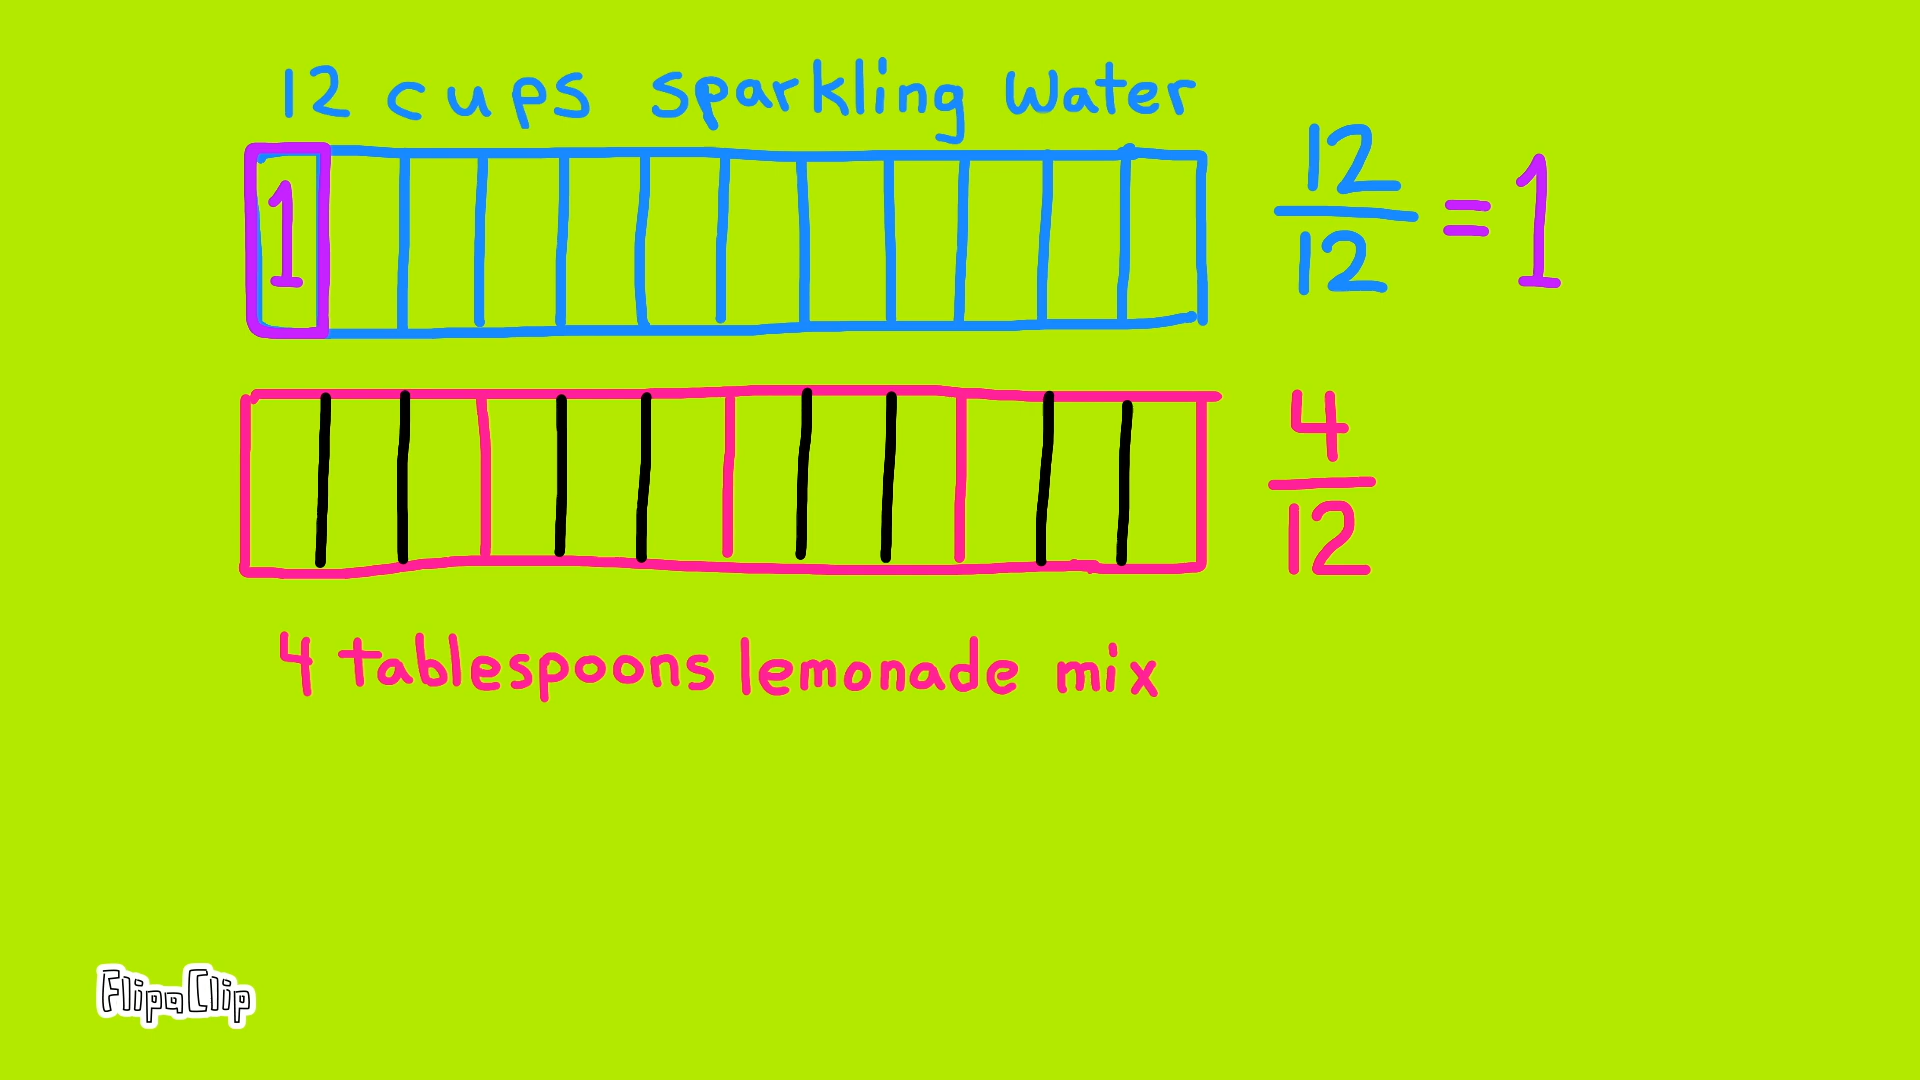 12 cups sparkling water
1
12
12
= 1
4
12
4 tablespoons lemonade mix
FlipaClip